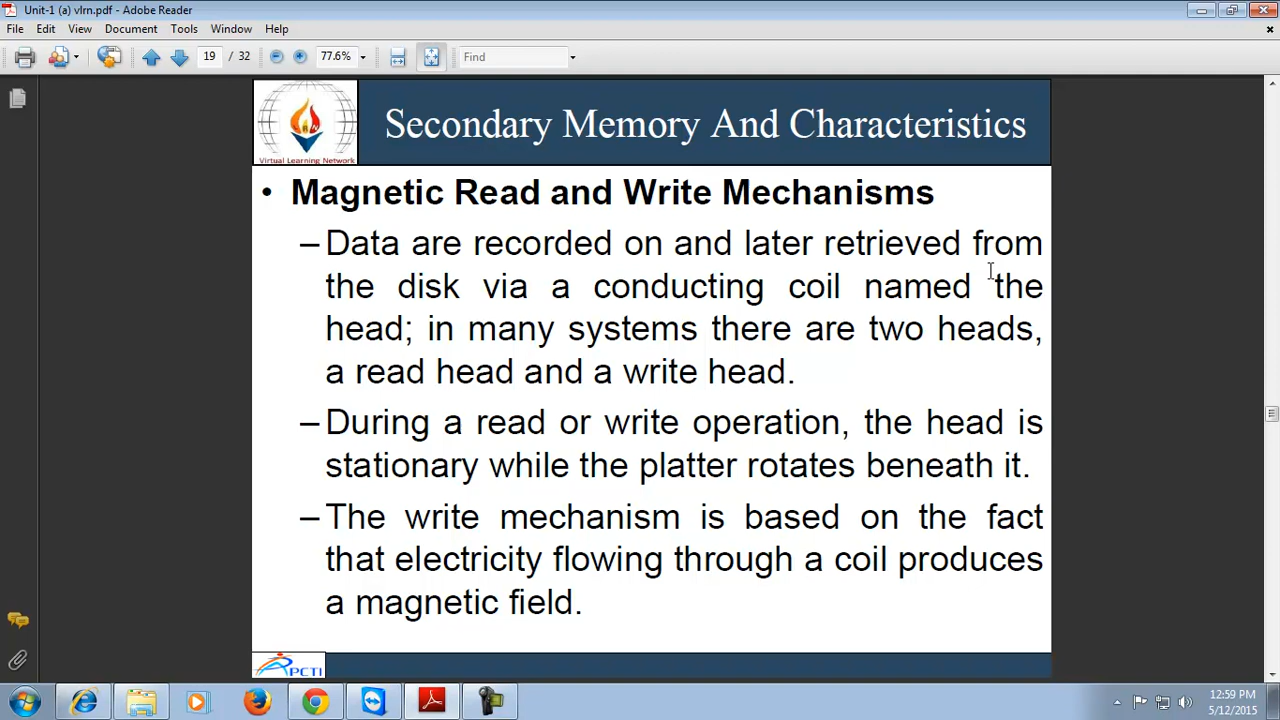 Unit-1 (a) vlrn.pdf - Adobe Reader
File Edit View Document Tools Window Help
19 / 32 77.6% Find
Secondary Memory And Characteristics
Virtual Learning Network
• Magnetic Read and Write Mechanisms
– Data are recorded on and later retrieved from
the disk via a conducting coil named the
head; in many systems there are two heads,
a read head and a write head.
– During a read or write operation, the head is
stationary while the platter rotates beneath it.
– The write mechanism is based on the fact
that electricity flowing through a coil produces
a magnetic field.
PCTI
12:59 PM
5/12/2015